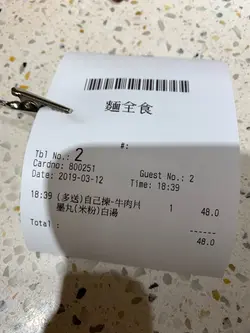 麵全食
#:
Tbl No.: 2
Cardno: 800251 Guest No.: 2
Date: 2019-03-12 Time: 18:39
18:39 (多送)自己揀-牛肉片 1 48.0
墨丸(米粉)白湯
------
Total : 48.0